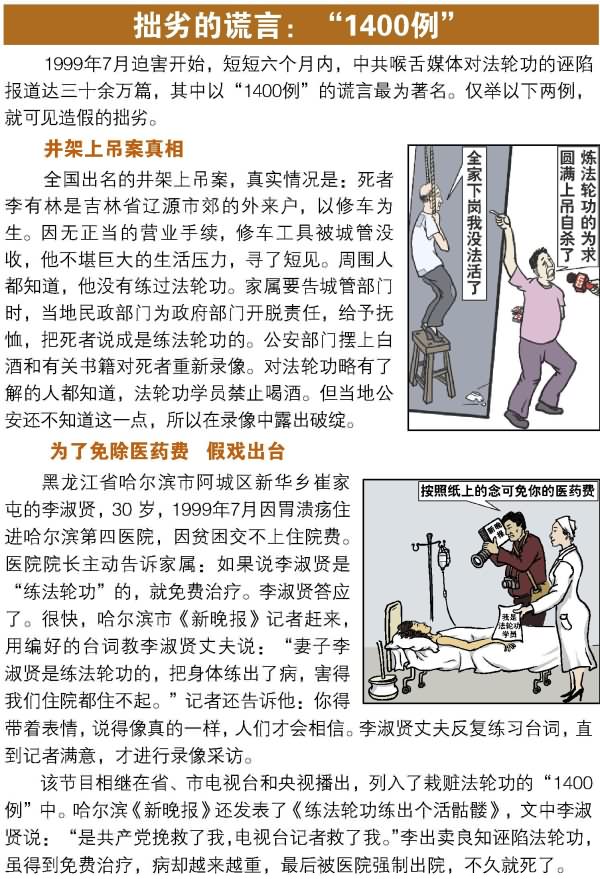 拙劣的谎言：“1400例”
1999年7月迫害开始，短短六个月内，中共喉舌媒体对法轮功的诬陷
报道达三十余万篇，其中以“1400例”的谎言最为著名。仅举以下两例，
就可见造假的拙劣。
井架上吊案真相
全国出名的井架上吊案，真实情况是：死者
李有林是吉林省辽源市郊的外来户，以修车为
生。因无正当的营业手续，修车工具被城管没
收，他不堪巨大的生活压力，寻了短见。周围人
都知道，他没有练过法轮功。家属要告城管部门
时，当地民政部门为政府部门开脱责任，给予抚
恤，把死者说成是练法轮功的。公安部门摆上白
酒和有关书籍对死者重新录像。对法轮功略有了
解的人都知道，法轮功学员禁止喝酒。但当地公
安还不知道这一点，所以在录像中露出破绽。
全家下岗我没法活了
炼法轮功的为求
圆满上吊自杀了
为了免除医药费 假戏出台
黑龙江省哈尔滨市阿城区新华乡崔家
屯的李淑贤，30 岁，1999年7月因胃溃疡住
进哈尔滨第四医院，因贫困交不上住院费。
医院院长主动告诉家属：如果说李淑贤是
“练法轮功”的，就免费治疗。李淑贤答应
了。很快，哈尔滨市《新晚报》记者赶来，
用编好的台词教李淑贤丈夫说：“妻子李
淑贤是练法轮功的，把身体练出了病，害得
我们住院都住不起。”记者还告诉他：你得
带着表情，说得像真的一样，人们才会相信。李淑贤丈夫反复练习台词，直
到记者满意，才进行录像采访。
按照纸上的念可免你的医药费
新晚报
我是
法轮功
学员
该节目相继在省、市电视台和央视播出，列入了栽赃法轮功的“1400
例”中。哈尔滨《新晚报》还发表了《练法轮功练出个活骷髅》，文中李淑
贤说：“是共产党挽救了我，电视台记者救了我。”李出卖良知诬陷法轮功，
虽得到免费治疗，病却越来越重，最后被医院强制出院，不久就死了。